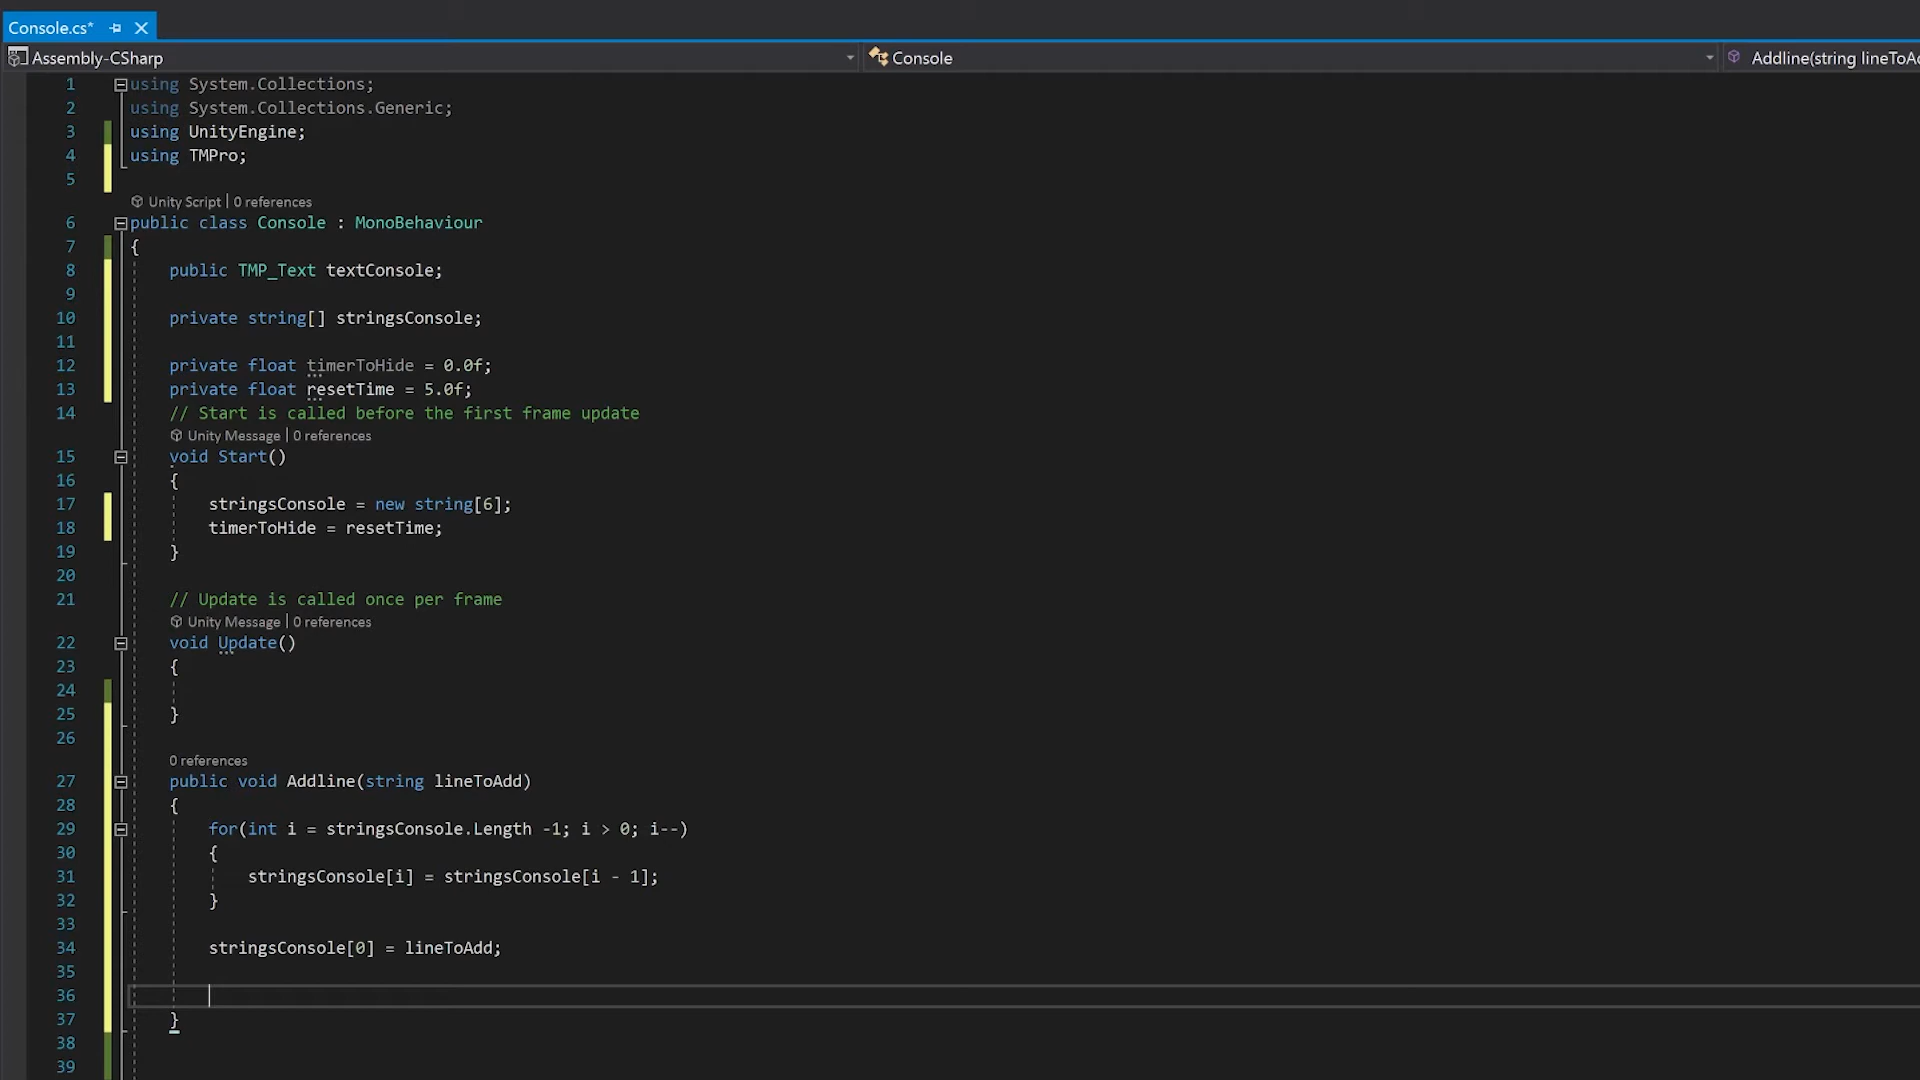 Console.cs*
Assembly-CSharp
Console
Addline(string lineToAd
1 using System.Collections;
2 using System.Collections.Generic;
3 using UnityEngine;
4 using TMPro;
5
Unity Script | 0 references
6 public class Console : MonoBehaviour
7 {
8 public TMP_Text textConsole;
9
10 private string[] stringsConsole;
11
12 private float timerToHide = 0.0f;
13 private float resetTime = 5.0f;
14 // Start is called before the first frame update
Unity Message | 0 references
15 void Start()
16 {
17 stringsConsole = new string[6];
18 timerToHide = resetTime;
19 }
20
21 // Update is called once per frame
Unity Message | 0 references
22 void Update()
23 {
24
25 }
26
0 references
27 public void Addline(string lineToAdd)
28 {
29 for(int i = stringsConsole.Length -1; i > 0; i--)
30 {
31 stringsConsole[i] = stringsConsole[i - 1];
32 }
33
34 stringsConsole[0] = lineToAdd;
35
36
37 }
38
39